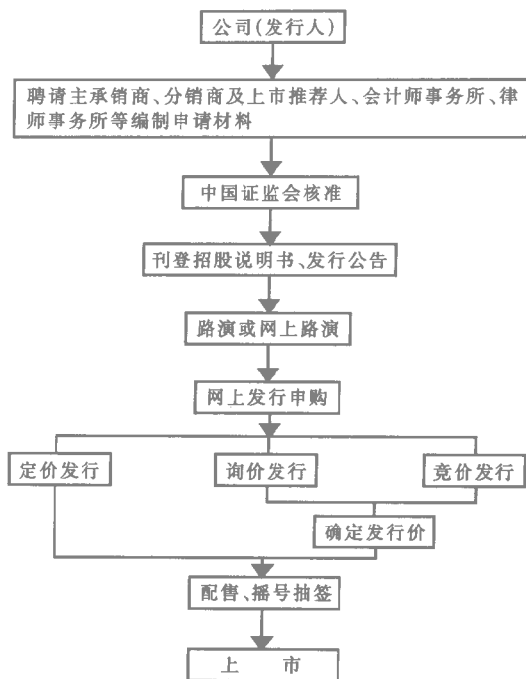 公司(发行人)
聘请主承销商、分销商及上市推荐人、会计师事务所、律
师事务所等编制申请材料
中国证监会核准
刊登招股说明书、发行公告
路演或网上路演
网上发行申购
定价发行
询价发行
竞价发行
确定发行价
配售、摇号抽签
上 市